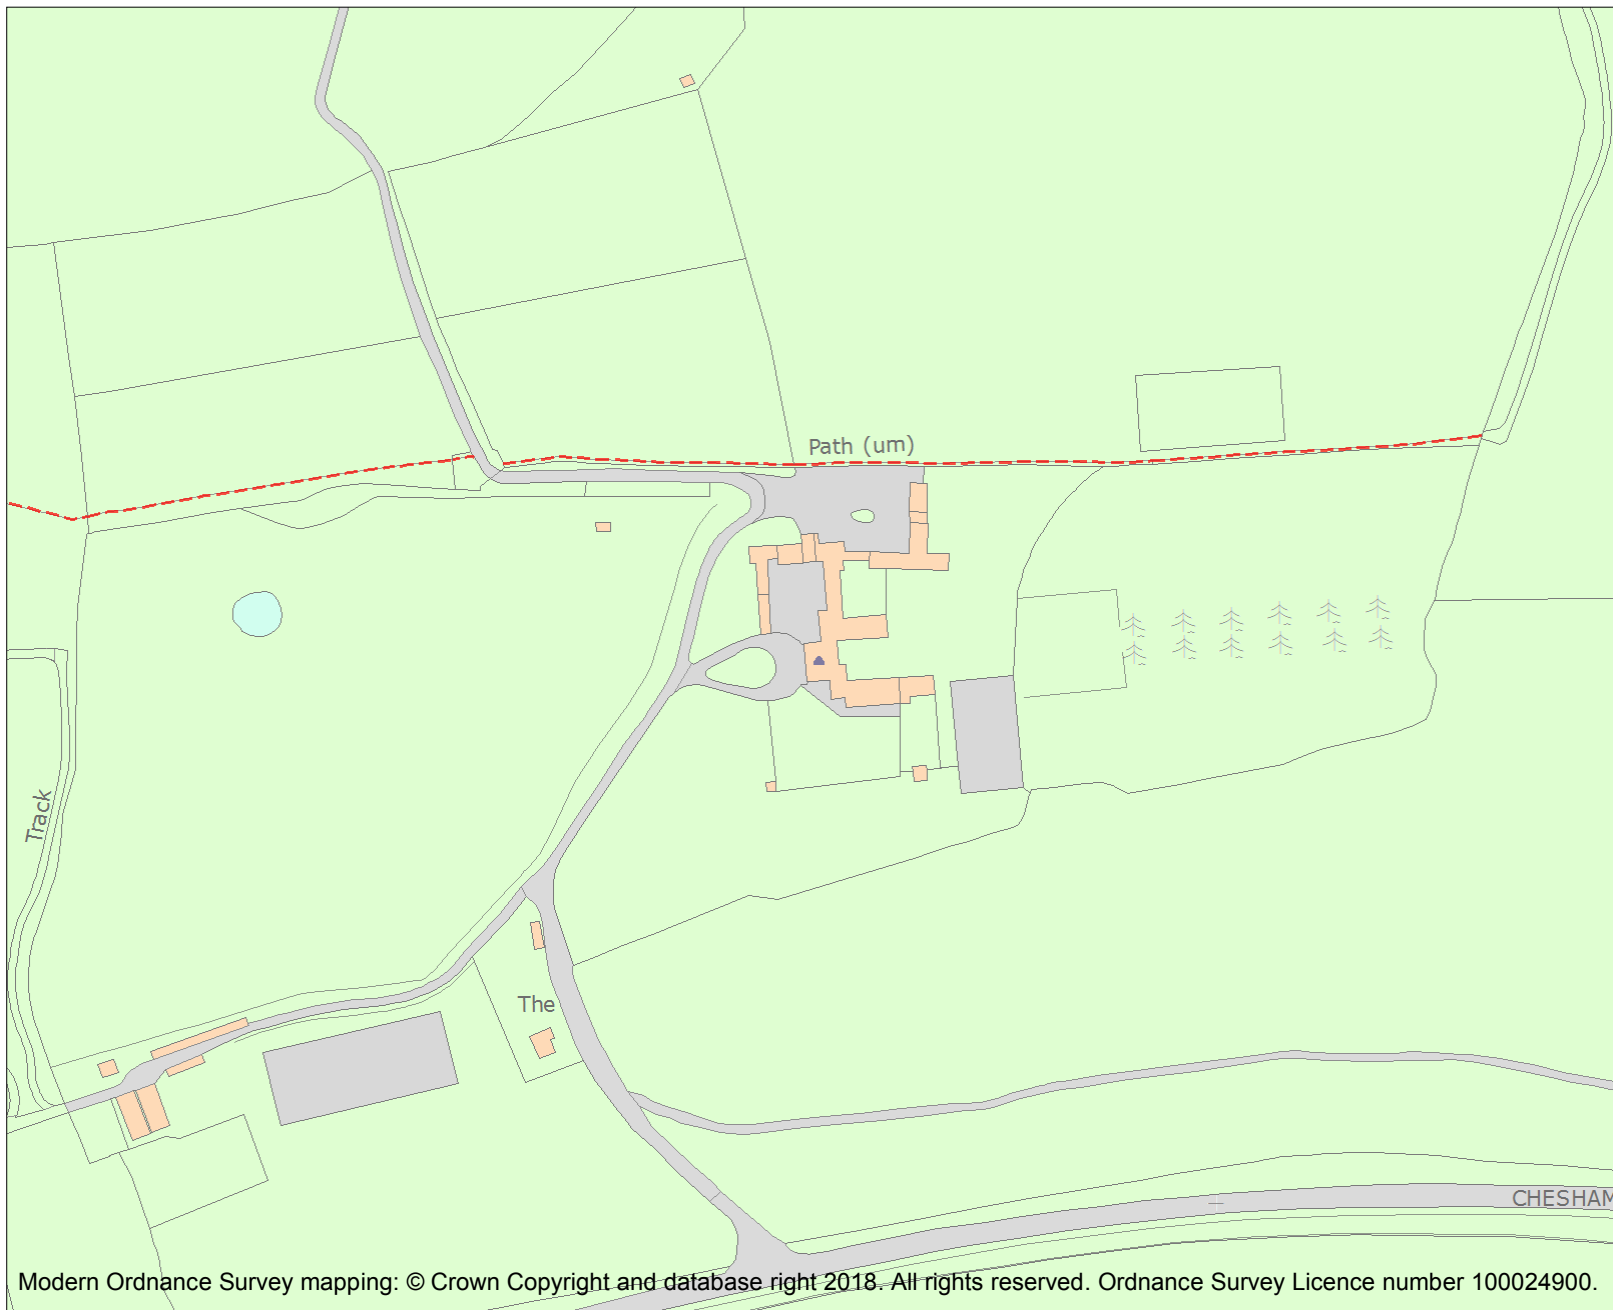 Path (um)
Track
The
CHESHAM
Modern Ordnance Survey mapping: © Crown Copyright and database right 2018. All rights reserved. Ordnance Survey Licence number 100024900.